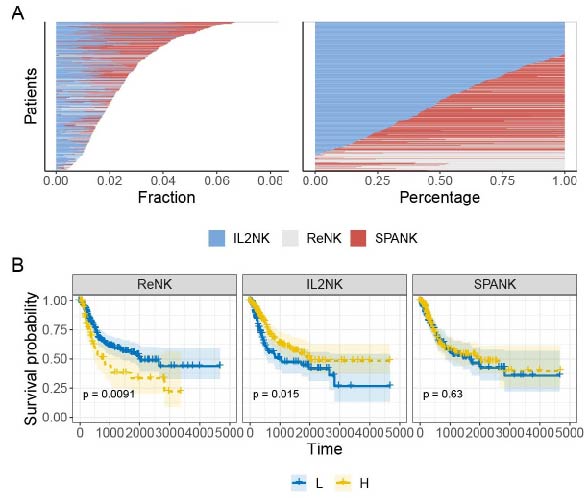 A
Patients
0.00 0.02 0.04 0.06 0.08
Fraction
0.00 0.25 0.50 0.75 1.00
Percentage
IL2NK ReNK SPANK
B
ReNK IL2NK SPANK
Survival probability
1.00
0.75
0.50
0.25
0.00
p = 0.0091 p = 0.015 p = 0.63
0 1000 2000 3000 4000 5000 0 1000 2000 3000 4000 5000 0 1000 2000 3000 4000 5000
Time
L H